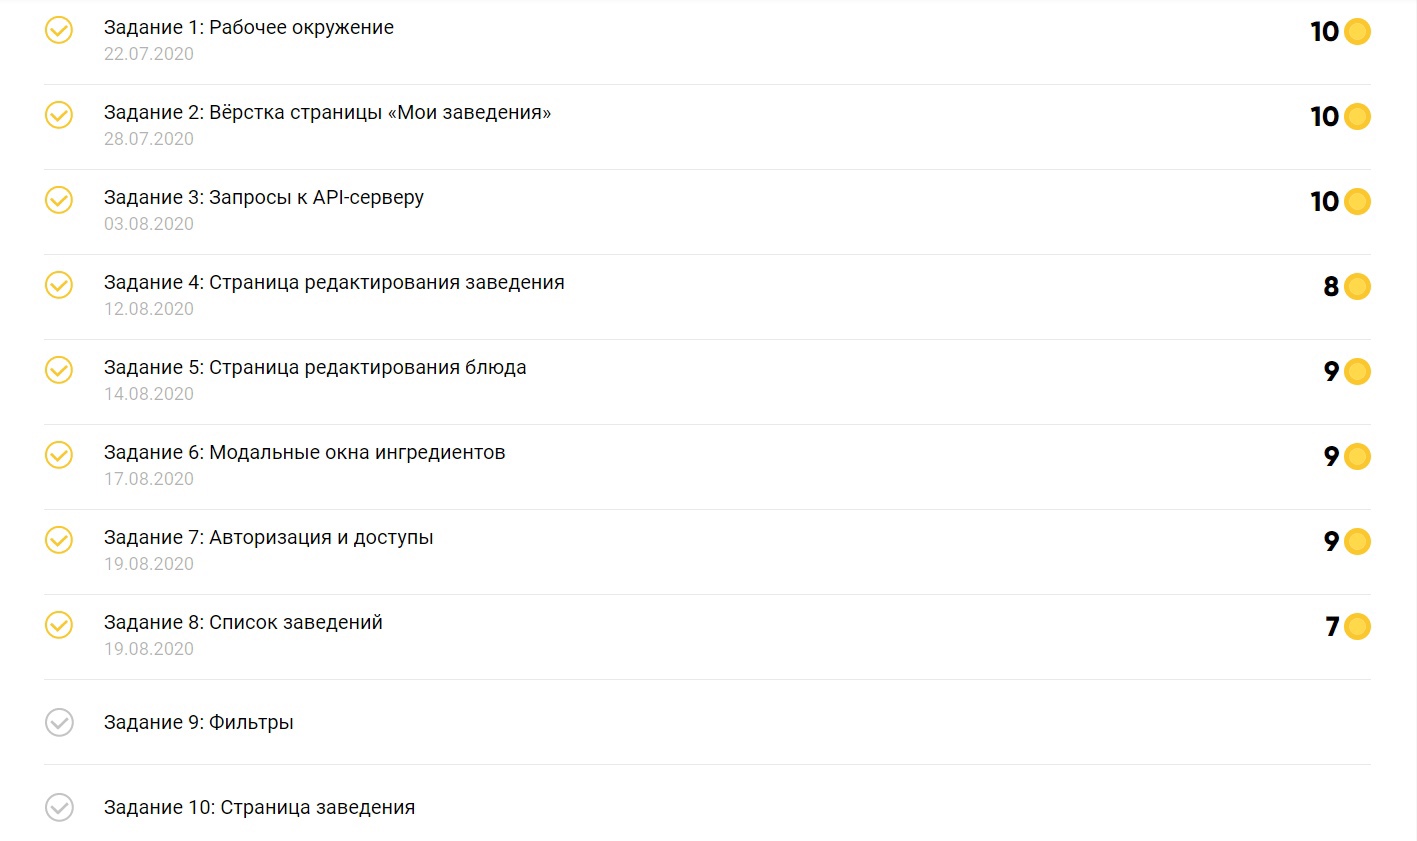 Задание 1: Рабочее окружение
10
22.07.2020
Задание 2: Вёрстка страницы «Мои заведения»
10
28.07.2020
Задание 3: Запросы к API-серверу
10
03.08.2020
Задание 4: Страница редактирования заведения
8
12.08.2020
Задание 5: Страница редактирования блюда
9
14.08.2020
Задание 6: Модальные окна ингредиентов
9
17.08.2020
Задание 7: Авторизация и доступы
9
19.08.2020
Задание 8: Список заведений
7
19.08.2020
Задание 9: Фильтры
Задание 10: Страница заведения